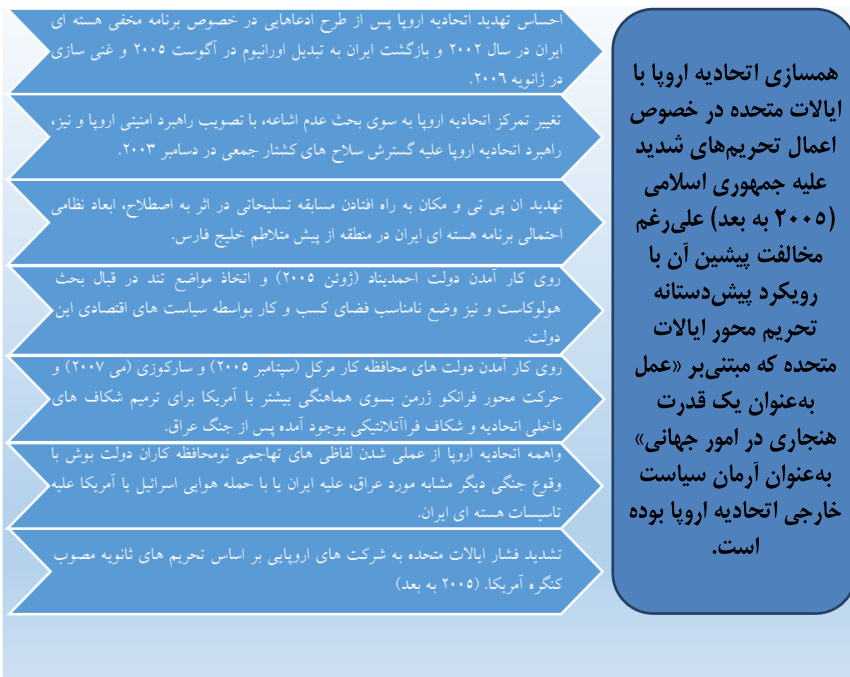 همسازی اتحادیه اروپا با
ایالات متحده در خصوص
اعمال تحریم‌های شدید
علیه جمهوری اسلامی
(۲۰۰۵ به بعد) علی‌رغم
مخالفت پیشین آن با
رویکرد پیش‌دستانه
تحریم محور ایالات
متحده که مبتنی‌بر «عمل
به‌عنوان یک قدرت
هنجاری در امور جهانی»
به‌عنوان آرمان سیاست
خارجی اتحادیه اروپا بوده
است.
احساس تهدید اتحادیه اروپا پس از طرح ادعاهایی در خصوص برنامه مخفی هسته ای
ایران در سال ۲۰۰۲ و بازگشت ایران به تبدیل اورانیوم در آگوست ۲۰۰۵ و غنی سازی
در ژانویه ۲۰۰۶.
تغییر تمرکز اتحادیه اروپا به سوی بحث عدم اشاعه، با تصویب راهبرد امنیتی اروپا و نیز،
راهبرد اتحادیه اروپا علیه گسترش سلاح های کشتار جمعی در دسامبر ۲۰۰۳.
تهدید ان پی تی و مکان به راه افتادن مسابقه تسلیحاتی در اثر به اصطلاح، ابعاد نظامی
احتمالی برنامه هسته ای ایران در منطقه از پیش متلاطم خلیج فارس.
روی کار آمدن دولت احمدیناد (ژوئن ۲۰۰۵) و اتخاذ مواضع تند در قبال بحث
هولوکاست و نیز وضع نامناسب فضای کسب و کار بواسطه سیاست های اقتصادی این
دولت.
روی کار آمدن دولت های محافظه کار مرکل (سپتامبر ۲۰۰۵) و سارکوزی (می ۲۰۰۷) و
حرکت محور فرانکو ژرمن بسوی هماهنگی بیشتر با آمریکا برای ترمیم شکاف های
داخلی اتحادیه و شکاف فراآتلانتیکی بوجود آمده پس از جنگ عراق.
واهمه اتحادیه اروپا از عملی شدن لفاظی های تهاجمی نومحافظه کاران دولت بوش با
وقوع جنگی دیگر مشابه مورد عراق، علیه ایران یا با حمله هوایی اسرائیل یا آمریکا علیه
تاسیسات هسته ای ایران.
تشدید فشار ایالات متحده به شرکت های اروپایی بر اساس تحریم های ثانویه مصوب
کنگره آمریکا. (۲۰۰۵ به بعد)